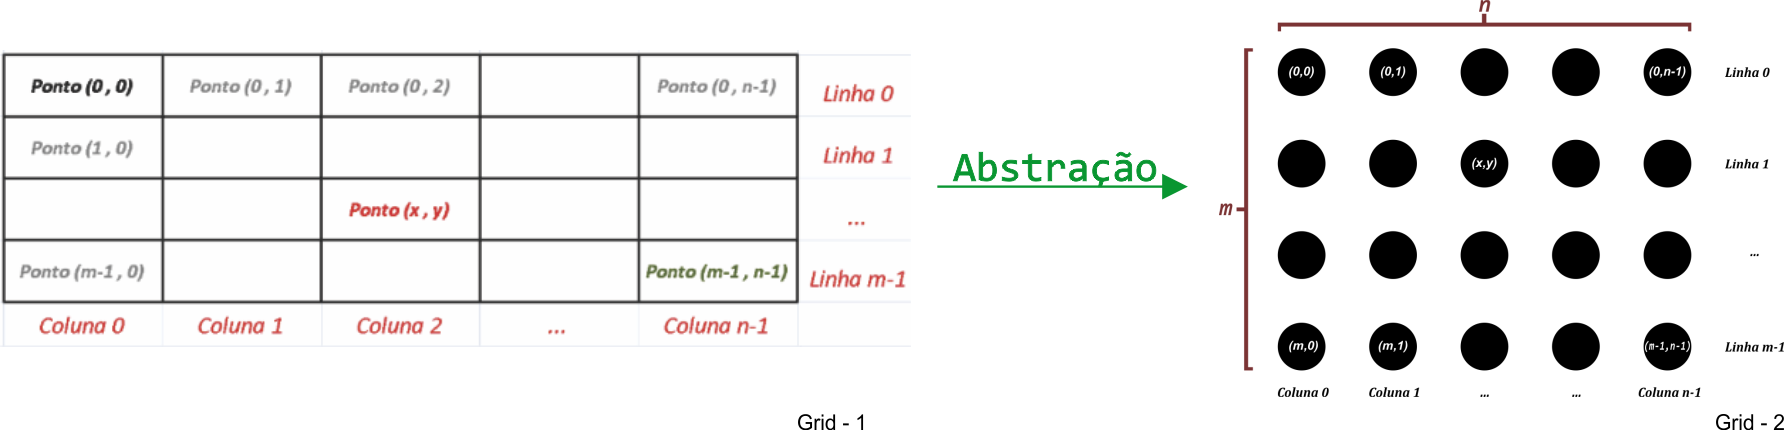 Ponto (0 , 0) Ponto (0 , 1) Ponto (0 , 2) Ponto (0 , n-1) Linha 0
Ponto (1 , 0) Linha 1
Ponto (x , y) ...
Ponto (m-1 , 0) Ponto (m-1 , n-1) Linha m-1
Coluna 0 Coluna 1 Coluna 2 ... Coluna n-1
Grid - 1
Abstração
n
m
(0,0) (0,1) (0,n-1) Linha 0
(x,y) Linha 1
...
(m,0) (m,1) (m-1,n-1) Linha m-1
Coluna 0 Coluna 1 ... ... Coluna n-1
Grid - 2